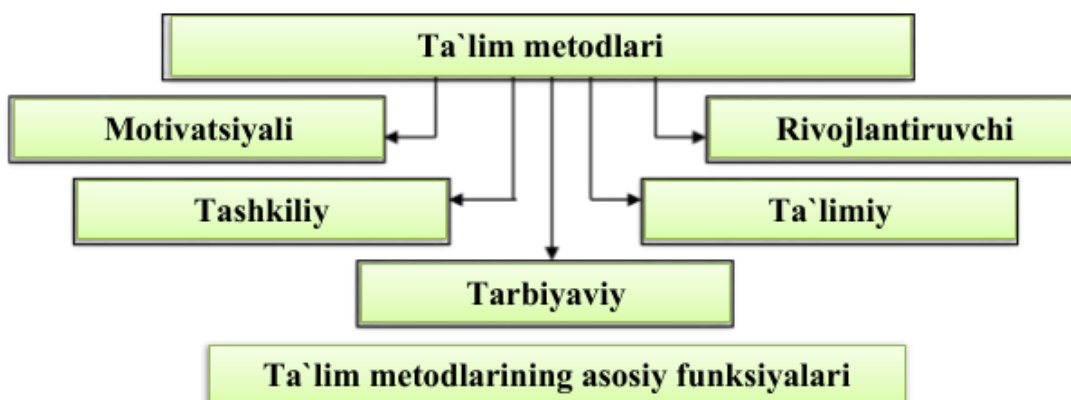 Ta`lim metodlari
Motivatsiyali
Rivojlantiruvchi
Tashkiliy
Ta`limiy
Tarbiyaviy
Ta`lim metodlarining asosiy funksiyalari